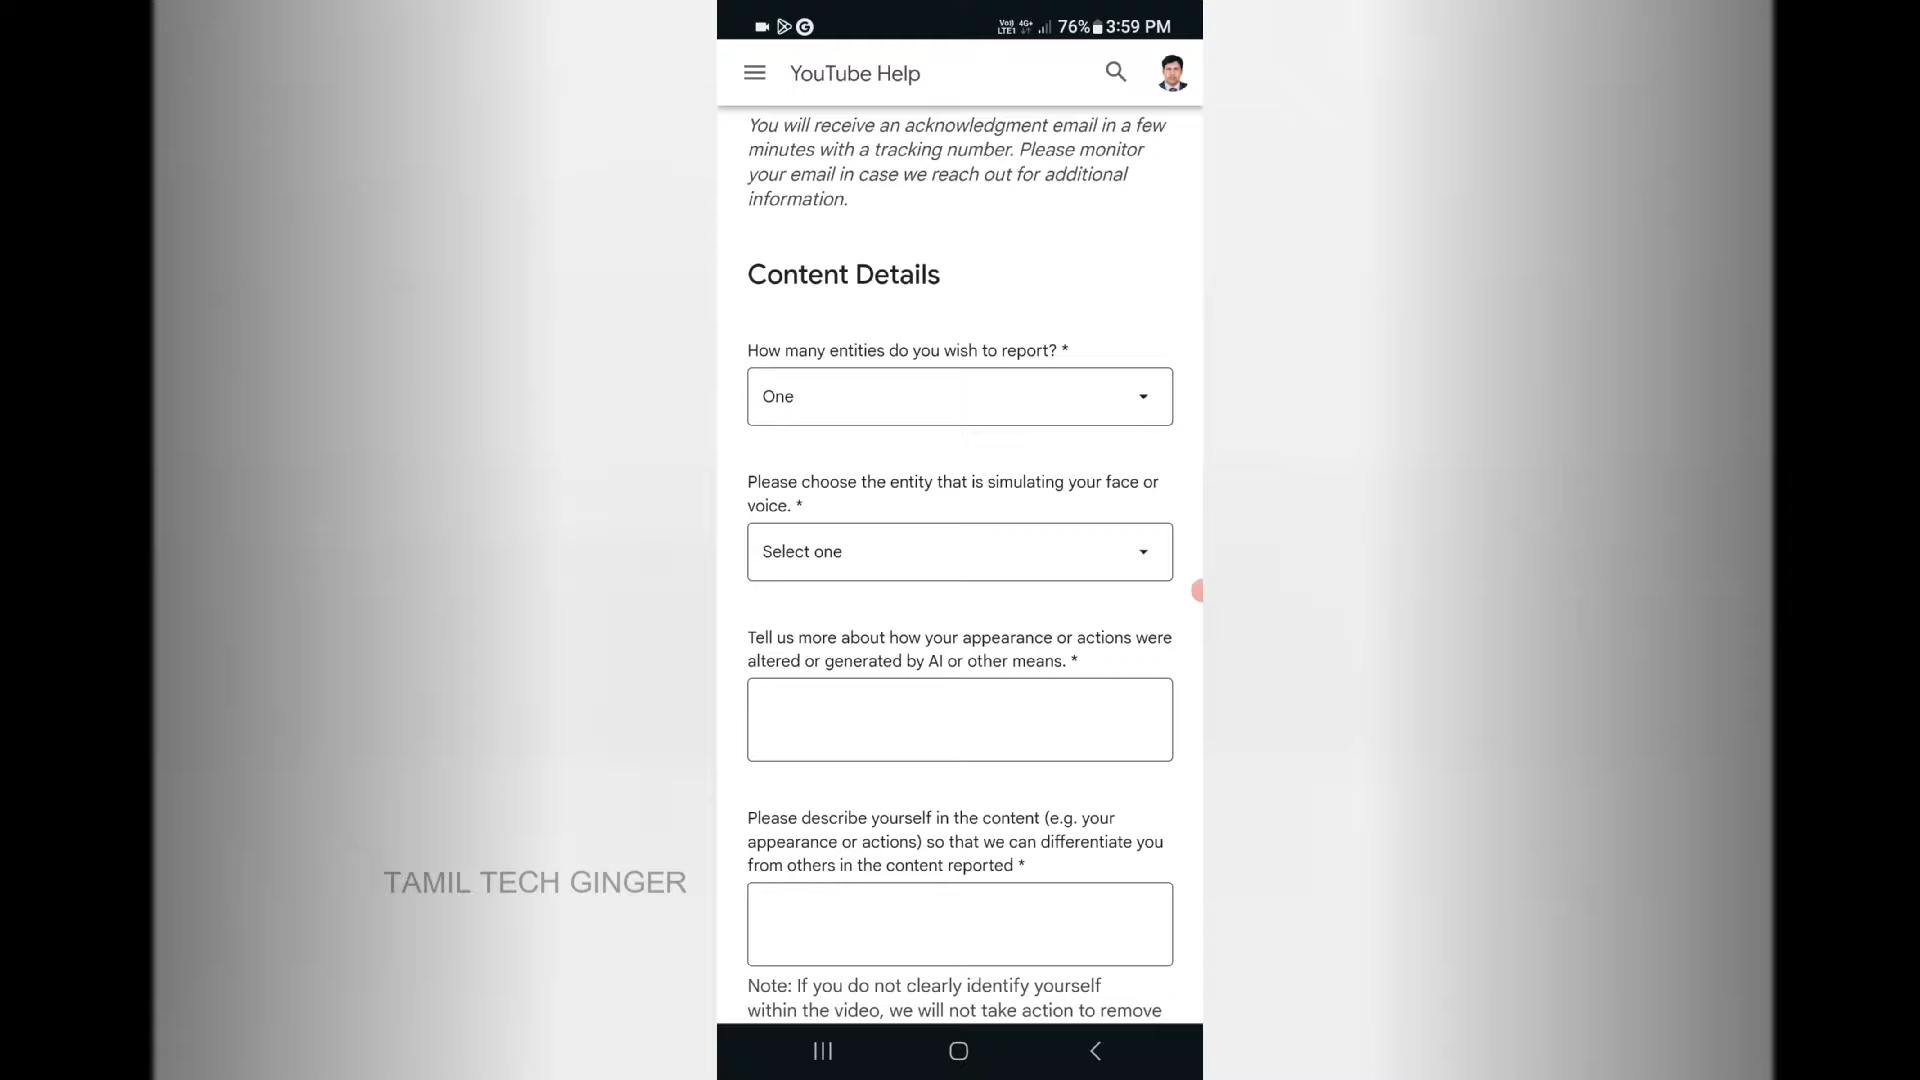 VoD 4G+
LTE1 76% 3:59 PM
YouTube Help
You will receive an acknowledgment email in a few
minutes with a tracking number. Please monitor
your email in case we reach out for additional
information.
Content Details
How many entities do you wish to report? *
One
Please choose the entity that is simulating your face or
voice. *
Select one
Tell us more about how your appearance or actions were
altered or generated by AI or other means. *
Please describe yourself in the content (e.g. your
appearance or actions) so that we can differentiate you
from others in the content reported *
TAMIL TECH GINGER
Note: If you do not clearly identify yourself
within the video, we will not take action to remove